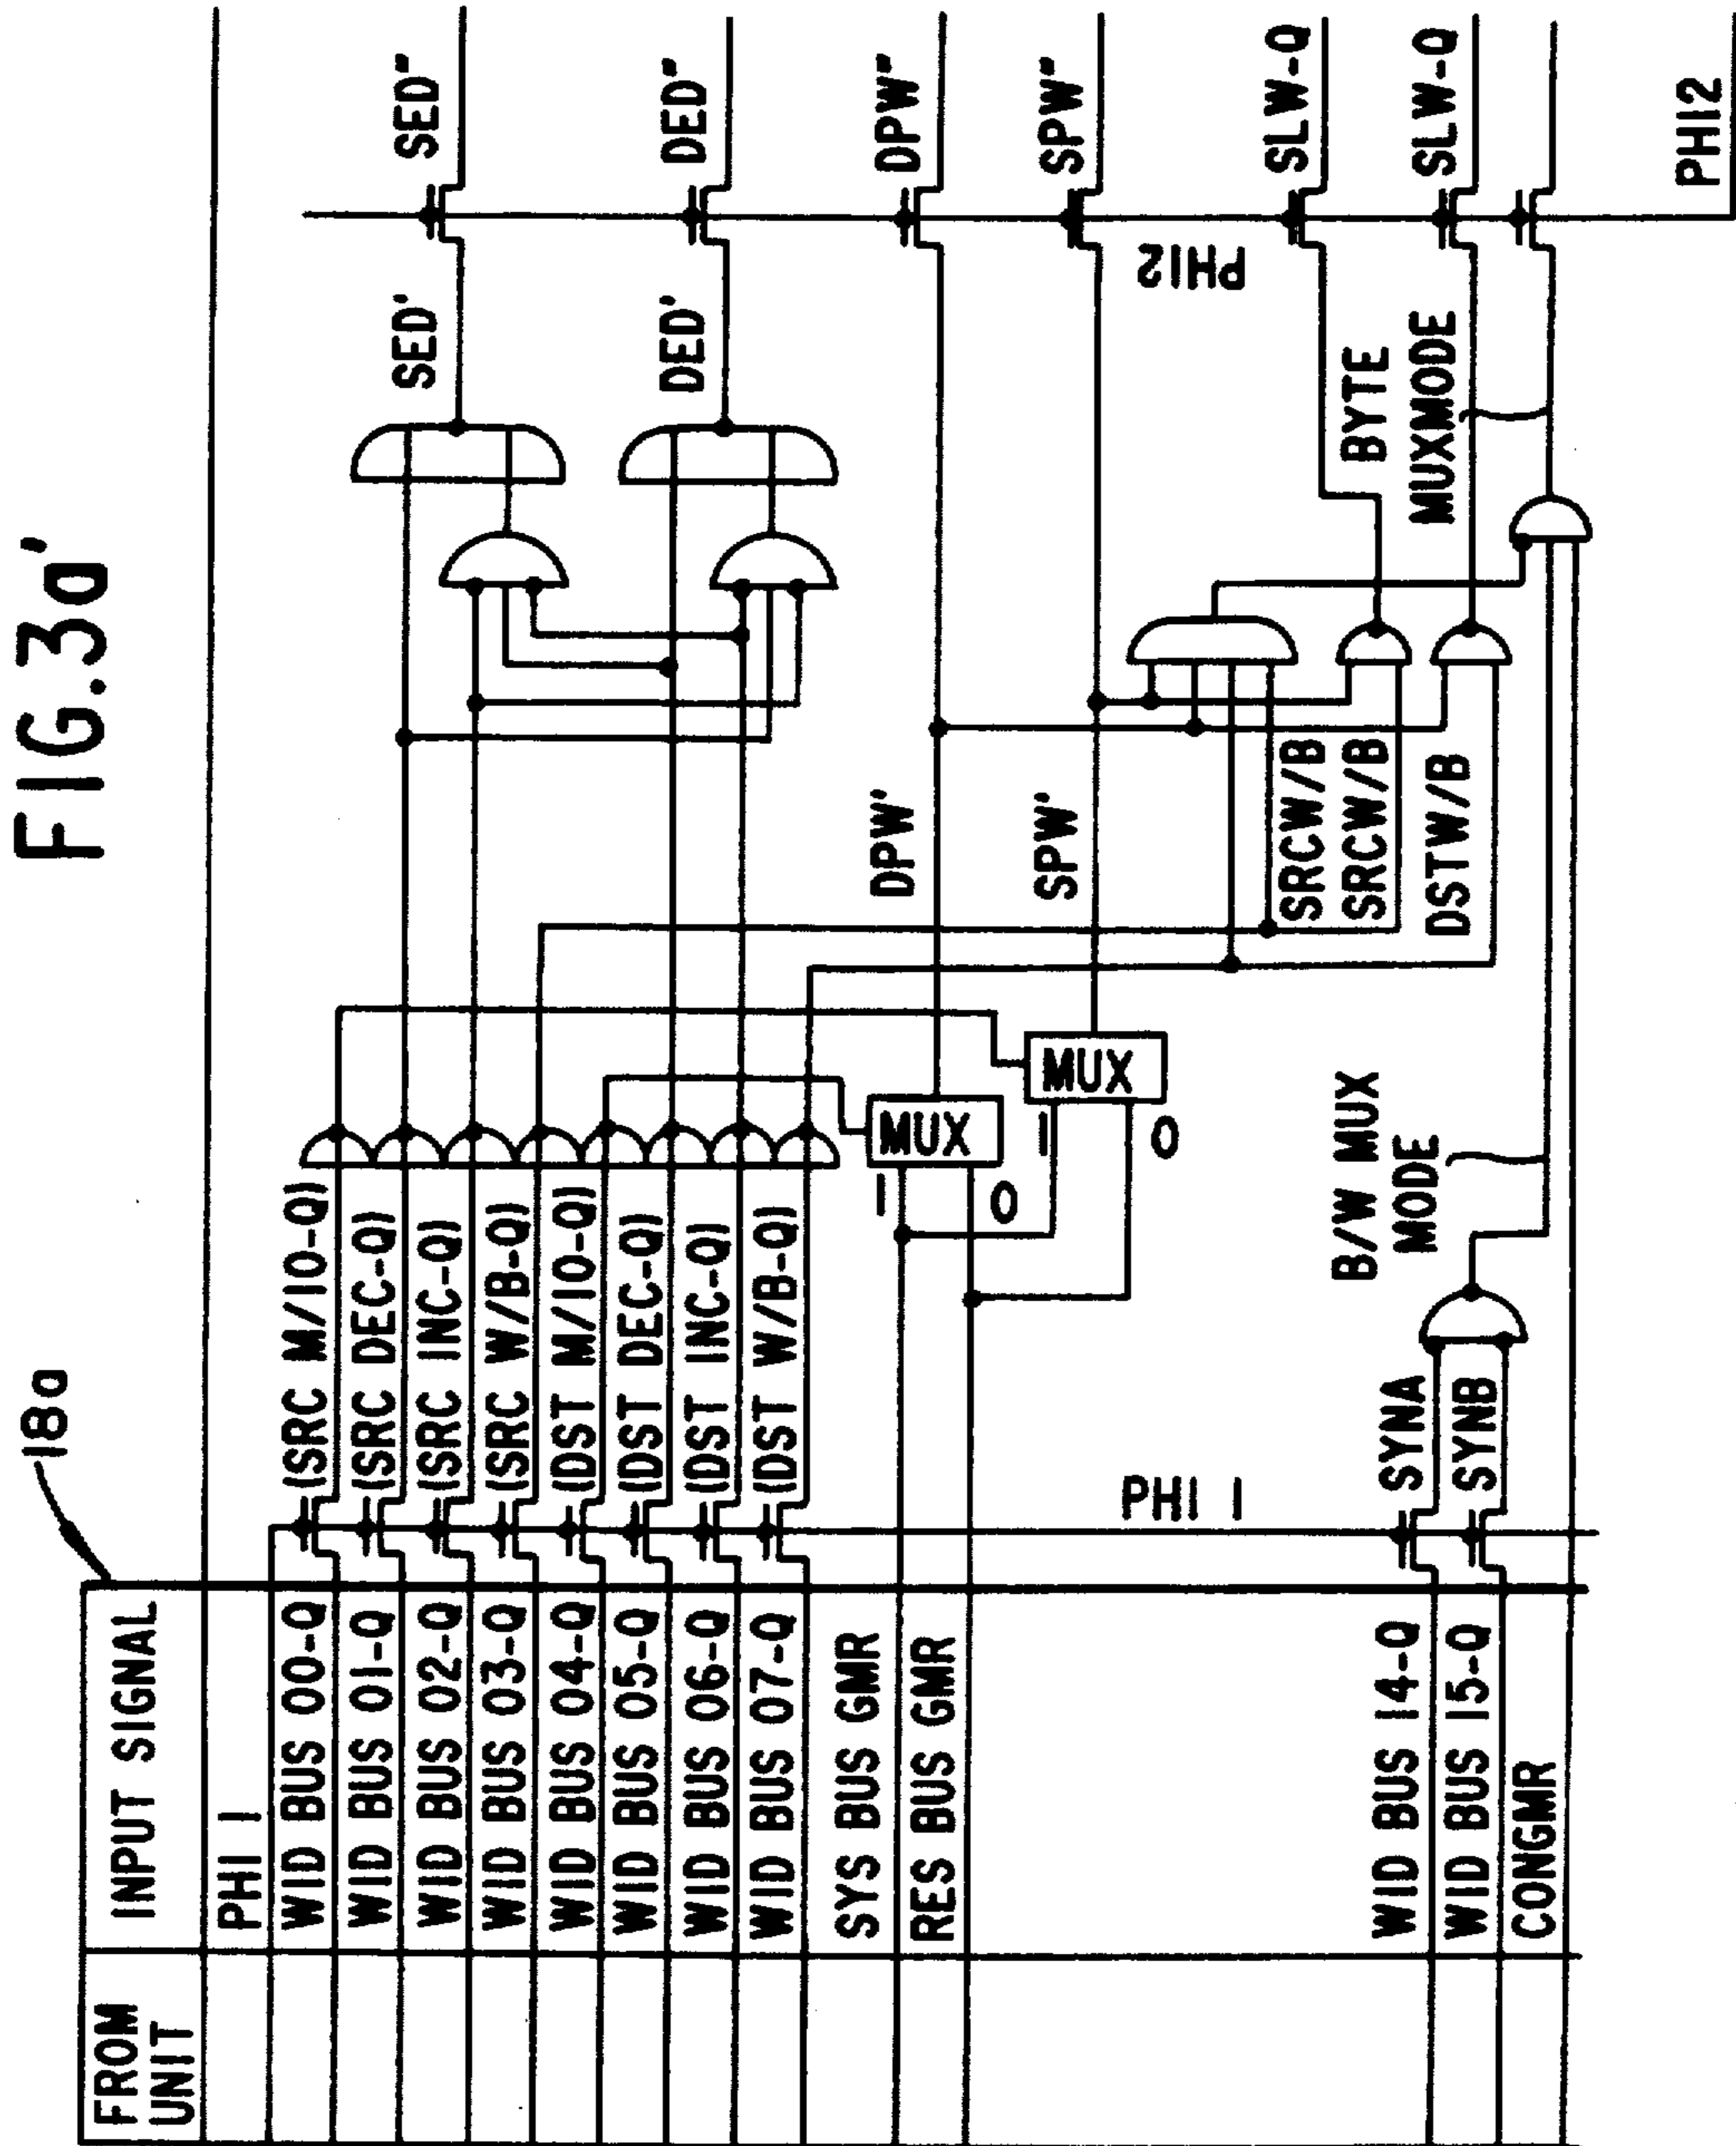 FIG.3a'
18a
FROM
UNIT
INPUT SIGNAL
PHI 1
WID BUS 00-Q
WID BUS 01-Q
WID BUS 02-Q
WID BUS 03-Q
WID BUS 04-Q
WID BUS 05-Q
WID BUS 06-Q
WID BUS 07-Q
SYS BUS GMR
RES BUS GMR
WID BUS 14-Q
WID BUS 15-Q
CONGMR
(SRC M/IO-Q)
(SRC DEC-Q)
(SRC INC-Q)
(SRC W/B-Q)
(DST M/IO-Q)
(DST DEC-Q)
(DST INC-Q)
(DST W/B-Q)
PHI 1
SYNA
SYNB
MUX
1
0
MUX
1
0
B/W MUX
MODE
DPW'
SPW'
SRCW/B
SRCW/B
DSTW/B
SED'
DED'
BYTE
MUXMODE
PHI2
SED"
DED"
DPW"
SPW"
SLW-Q
SLW-Q
PHI2